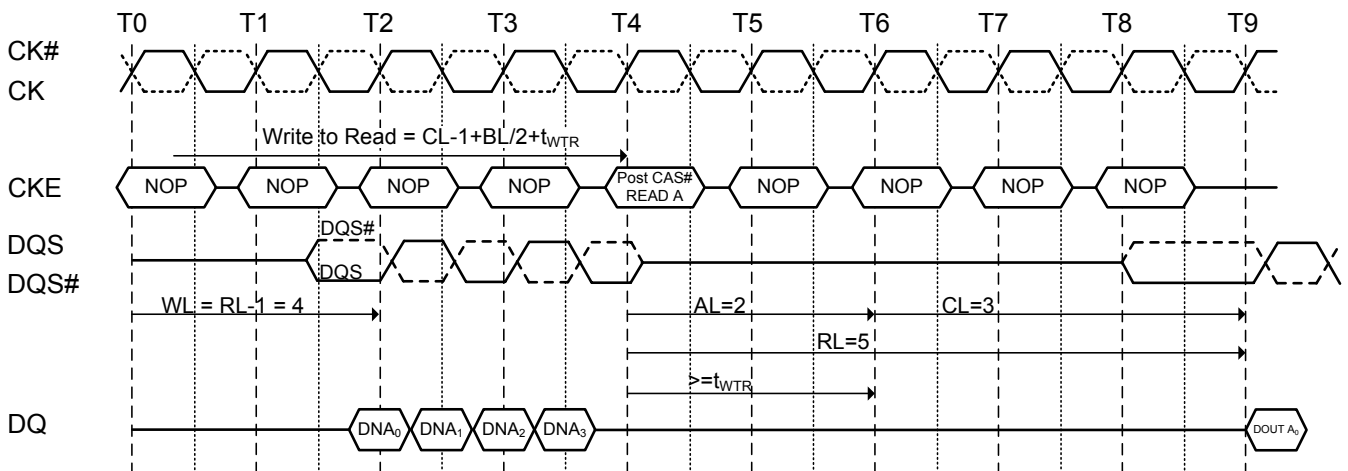 T0 T1 T2 T3 T4 T5 T6 T7 T8 T9
CK#
CK
Write to Read = CL-1+BL/2+tWTR
CKE NOP NOP NOP NOP Post CAS# READ A NOP NOP NOP NOP
DQS#
DQS
DQS
DQS#
WL = RL-1 = 4
AL=2
CL=3
RL=5
>=tWTR
DQ DNA0 DNA1 DNA2 DNA3 DOUT A0